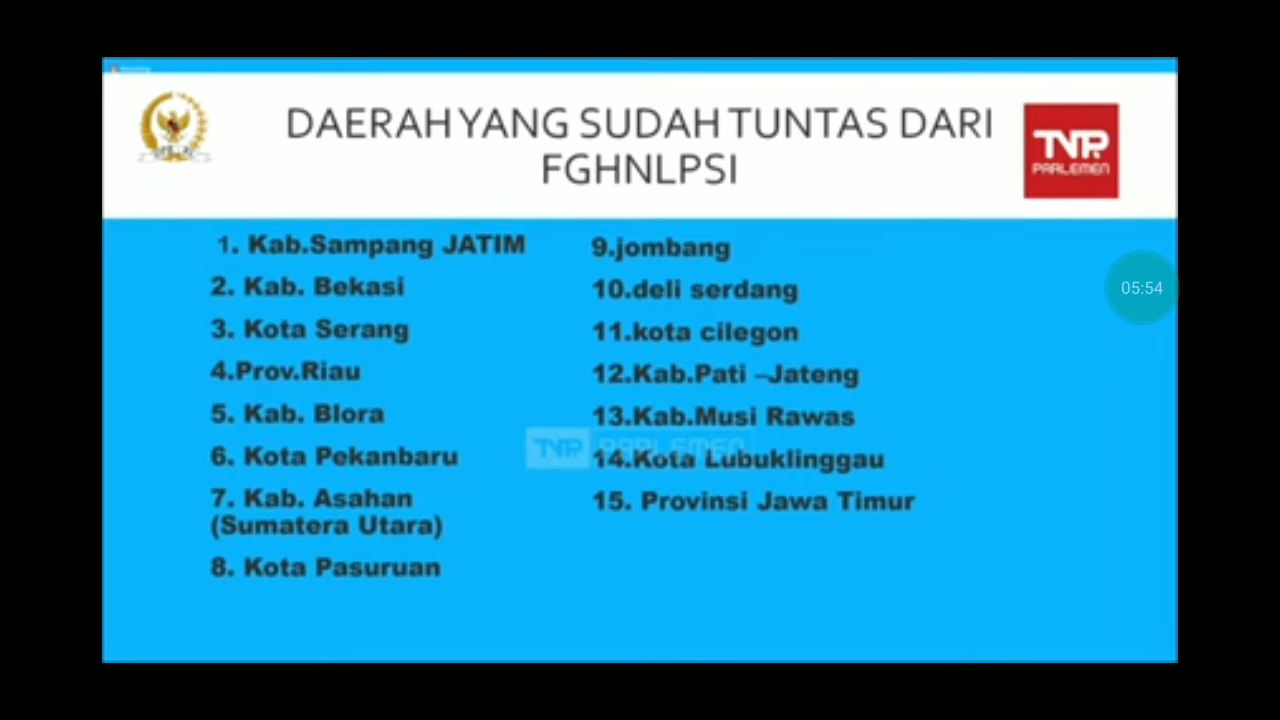 DAERAH YANG SUDAH TUNTAS DARI
FGHNLPSI
TVR
PARLEMEN
1. Kab.Sampang JATIM
2. Kab. Bekasi
3. Kota Serang
4.Prov.Riau
5. Kab. Blora
6. Kota Pekanbaru
7. Kab. Asahan
(Sumatera Utara)
8. Kota Pasuruan
9.jombang
10.deli serdang
11.kota cilegon
12.Kab.Pati –Jateng
13.Kab.Musi Rawas
14.Kota Lubuklinggau
15. Provinsi Jawa Timur
TVR PARLEMEN
05:54